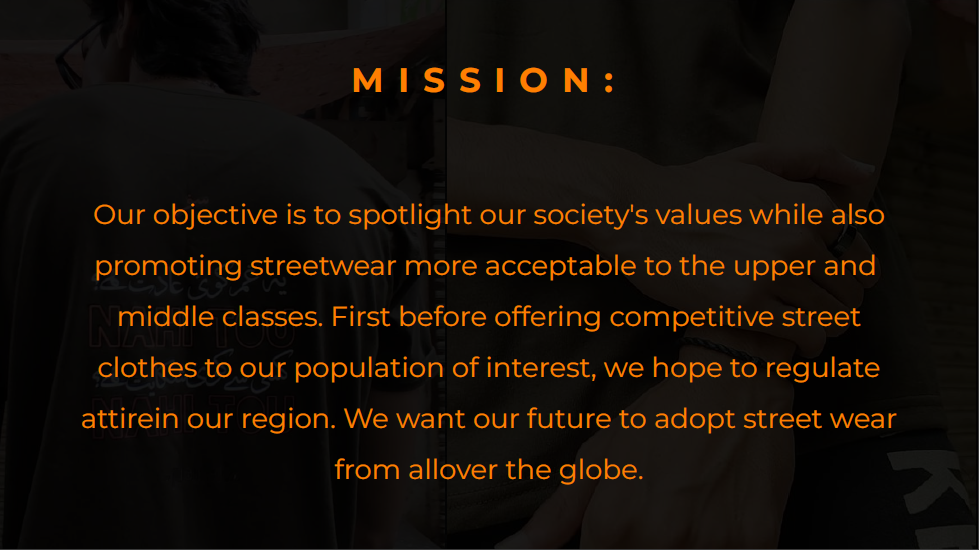 MISSION:
Our objective is to spotlight our society's values while also
promoting streetwear more acceptable to the upper and
middle classes. First before offering competitive street
clothes to our population of interest, we hope to regulate
attirein our region. We want our future to adopt street wear
from allover the globe.
NAHI TOU